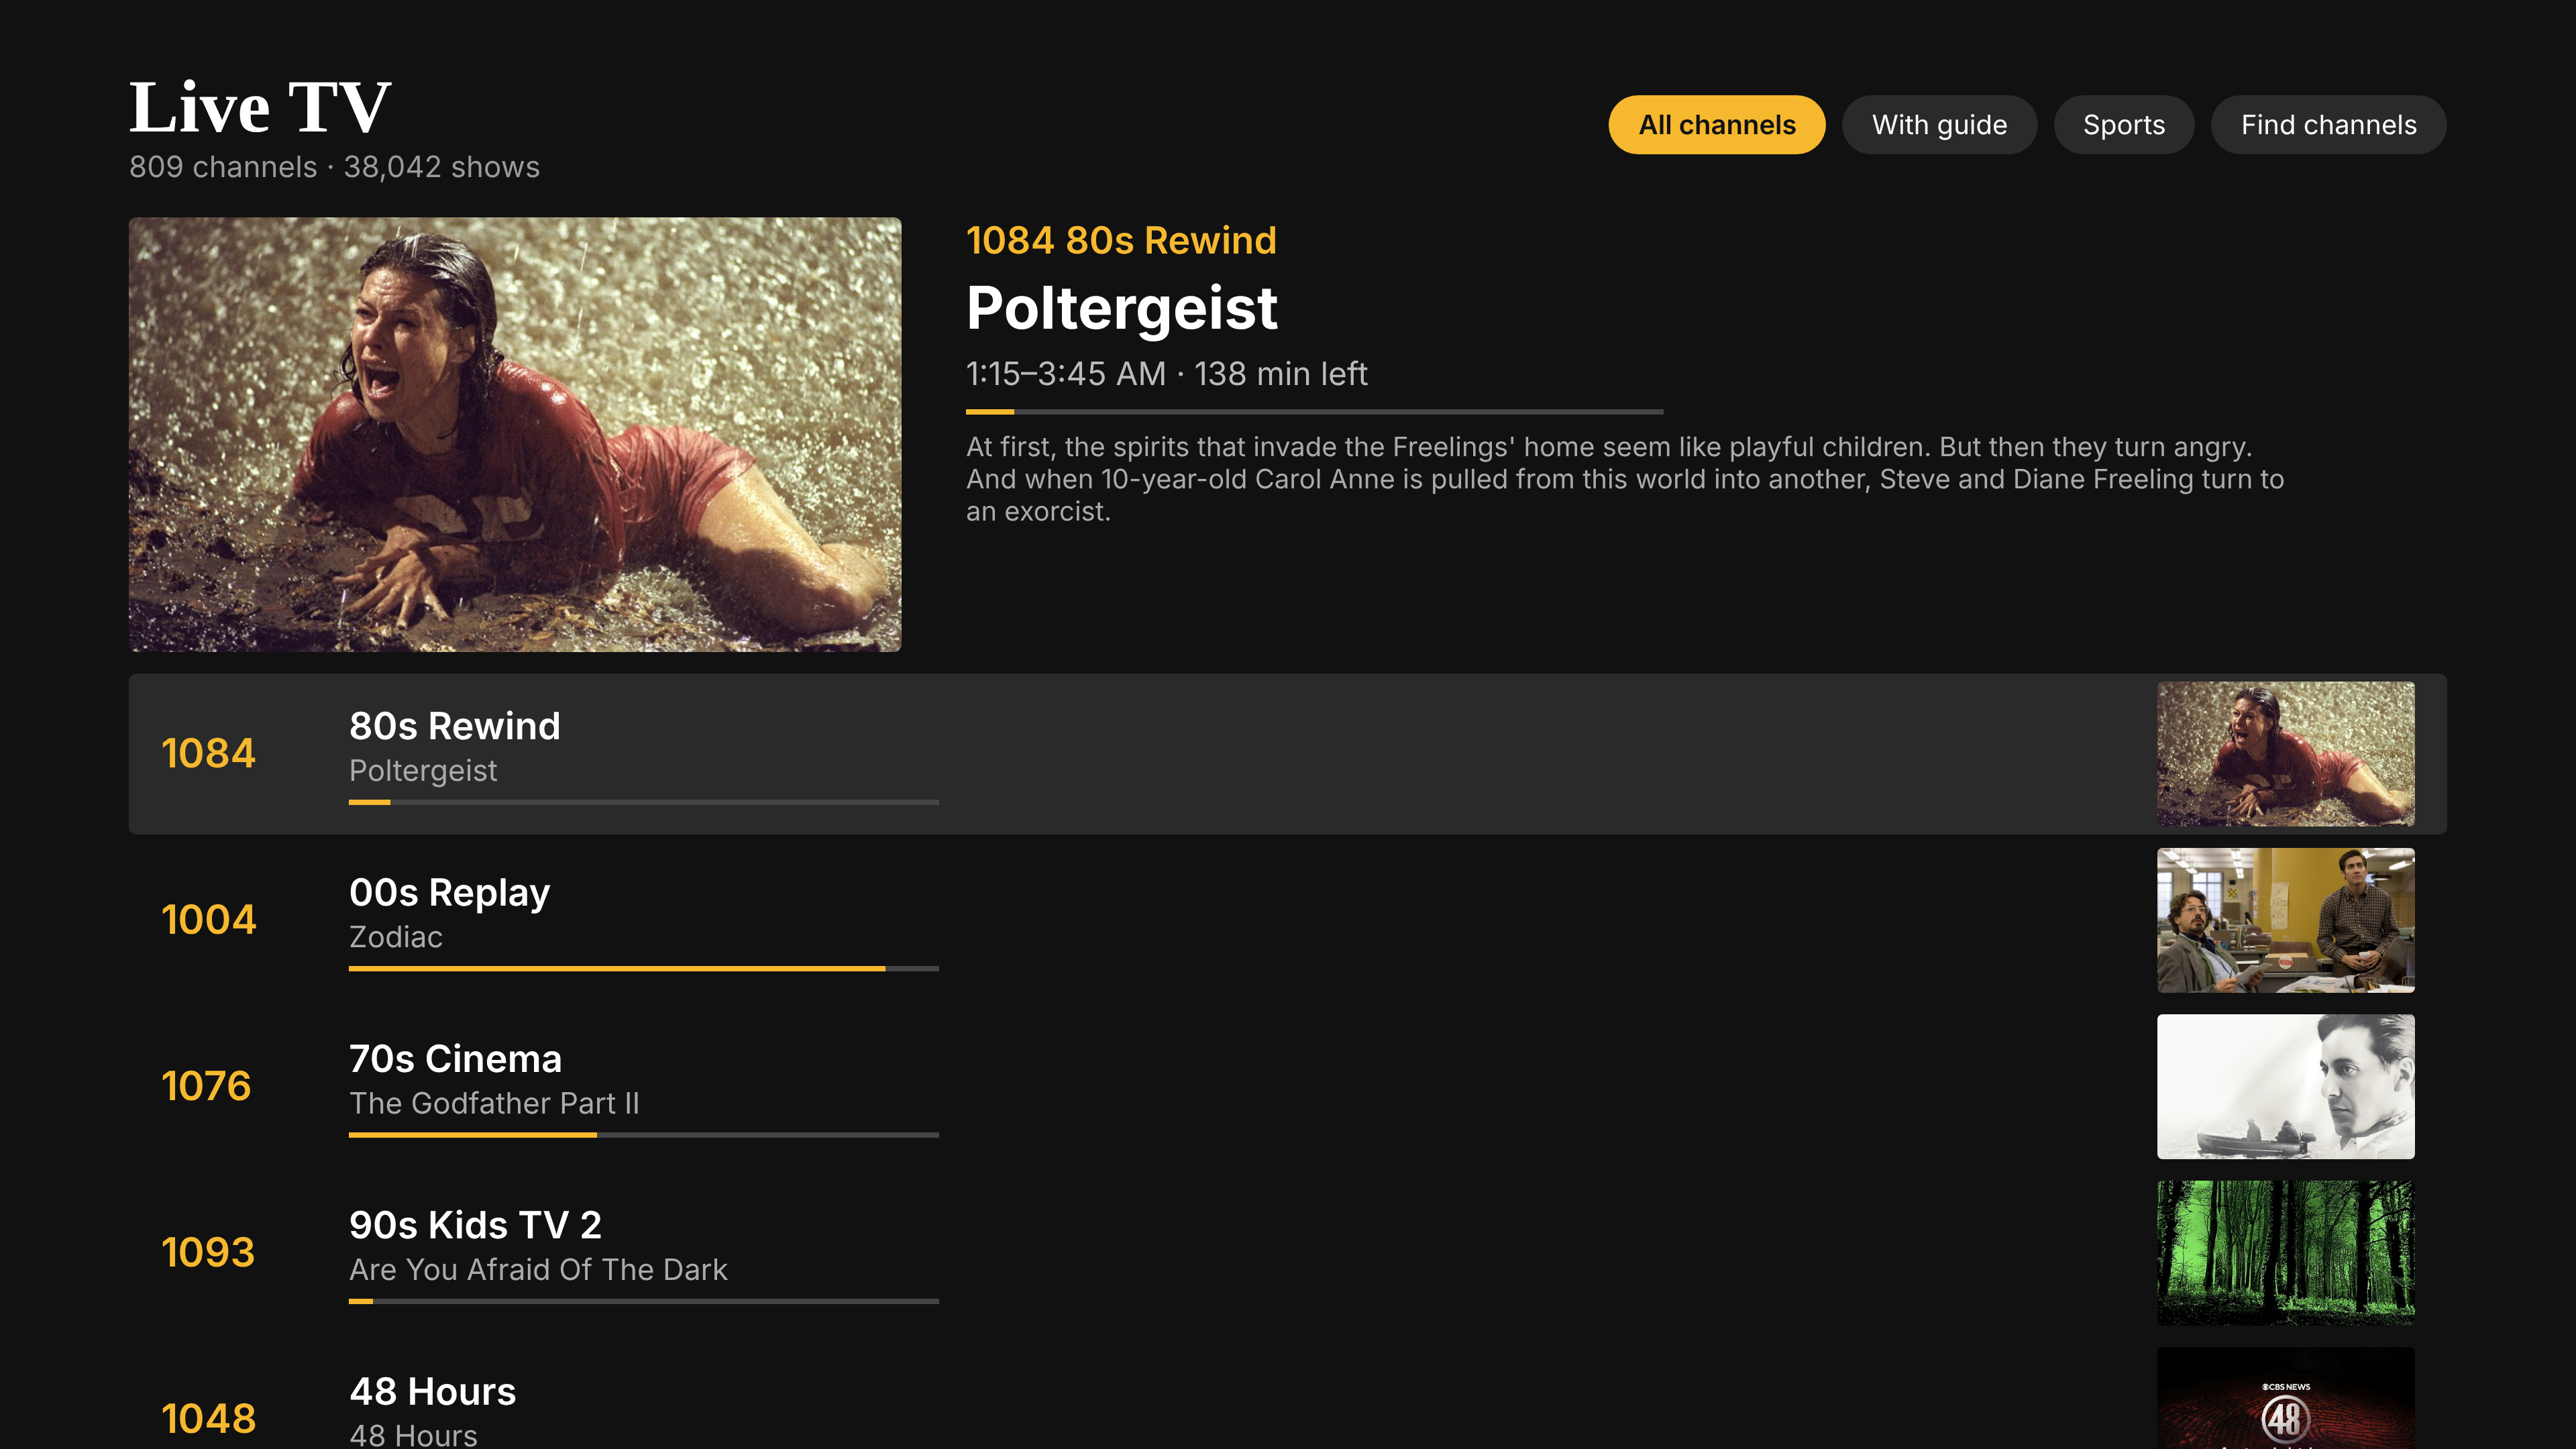 Live TV
809 channels · 38,042 shows
All channels
With guide
Sports
Find channels
1084 80s Rewind
Poltergeist
1:15–3:45 AM · 138 min left
At first, the spirits that invade the Freelings' home seem like playful children. But then they turn angry.
And when 10-year-old Carol Anne is pulled from this world into another, Steve and Diane Freeling turn to
an exorcist.
1084
80s Rewind
Poltergeist
1004
00s Replay
Zodiac
1076
70s Cinema
The Godfather Part II
1093
90s Kids TV 2
Are You Afraid Of The Dark
1048
48 Hours
48 Hours
CBS NEWS
48